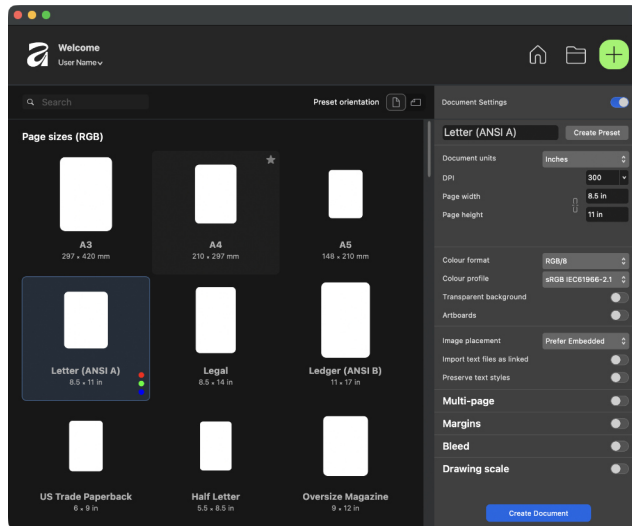 Welcome
User Name
Search
Preset orientation
Page sizes (RGB)
A3
297 × 420 mm
A4
210 × 297 mm
A5
148 × 210 mm
Letter (ANSI A)
8.5 × 11 in
Legal
8.5 × 14 in
Ledger (ANSI B)
11 × 17 in
US Trade Paperback
6 × 9 in
Half Letter
5.5 × 8.5 in
Oversize Magazine
9 × 12 in
Document Settings
Letter (ANSI A) Create Preset
Document units Inches
DPI 300
Page width 8.5 in
Page height 11 in
Colour format RGB/8
Colour profile sRGB IEC61966-2.1
Transparent background
Artboards
Image placement Prefer Embedded
Import text files as linked
Preserve text styles
Multi-page
Margins
Bleed
Drawing scale
Create Document